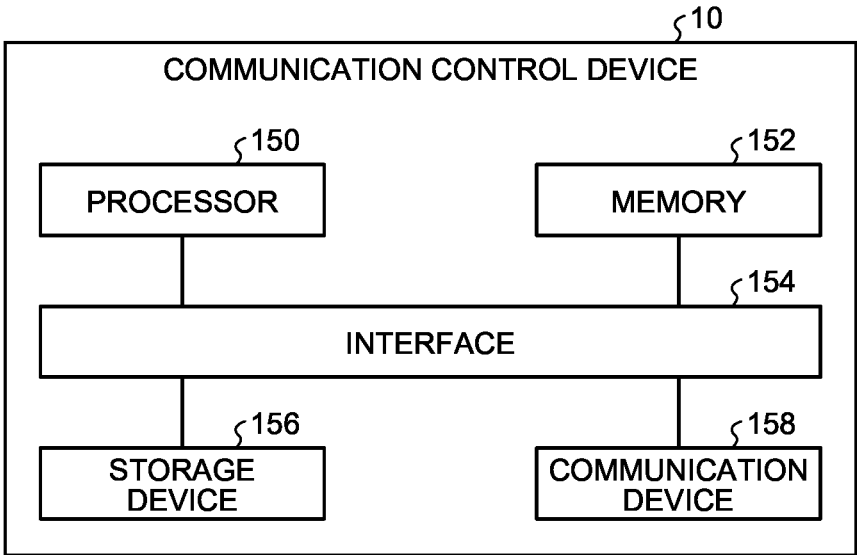 10
COMMUNICATION CONTROL DEVICE
150
152
PROCESSOR
MEMORY
154
INTERFACE
156
158
STORAGE
DEVICE
COMMUNICATION
DEVICE